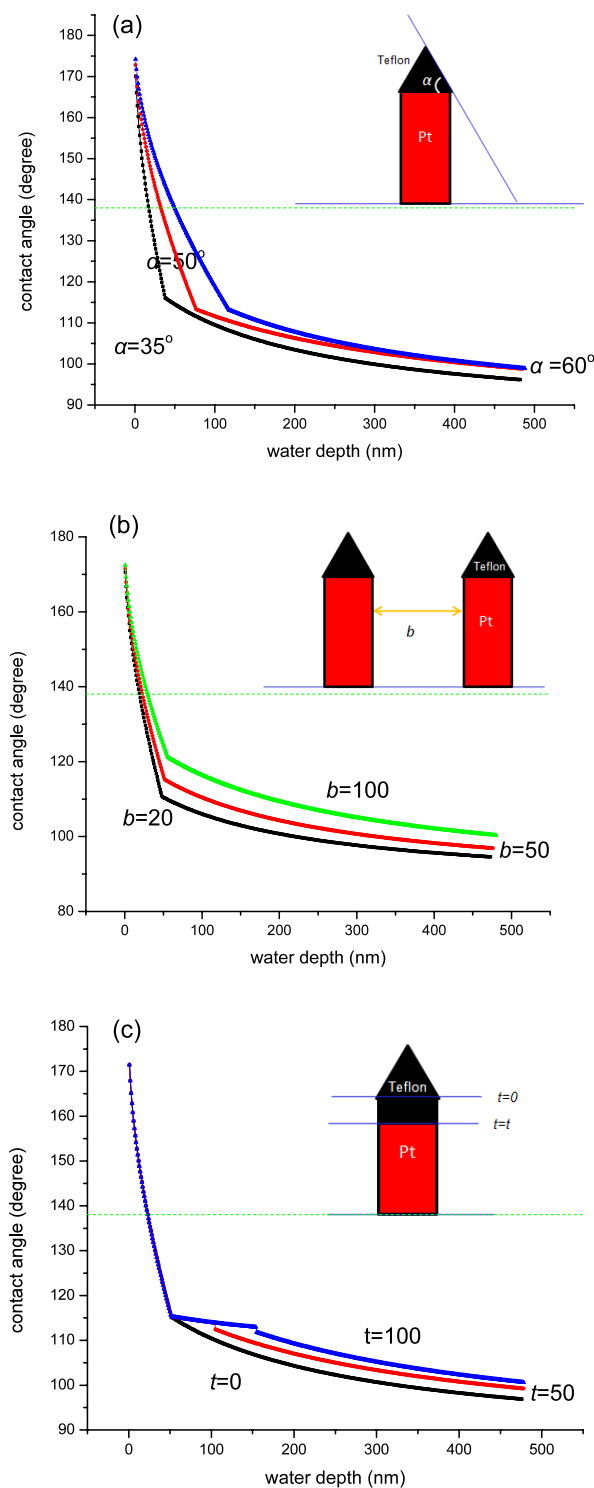 (a)
180
170
160
150
140
130
120
110
100
90
contact angle (degree)
Teflon
α
Pt
α=50°
α=35°
α =60°
0
100
200
300
400
500
water depth (nm)
(b)
180
160
140
120
100
80
contact angle (degree)
Teflon
Pt
b
b=100
b=20
b=50
0
100
200
300
400
500
water depth (nm)
(c)
180
170
160
150
140
130
120
110
100
90
contact angle (degree)
Teflon
t=0
t=t
Pt
t=100
t=0
t=50
0
100
200
300
400
500
water depth (nm)